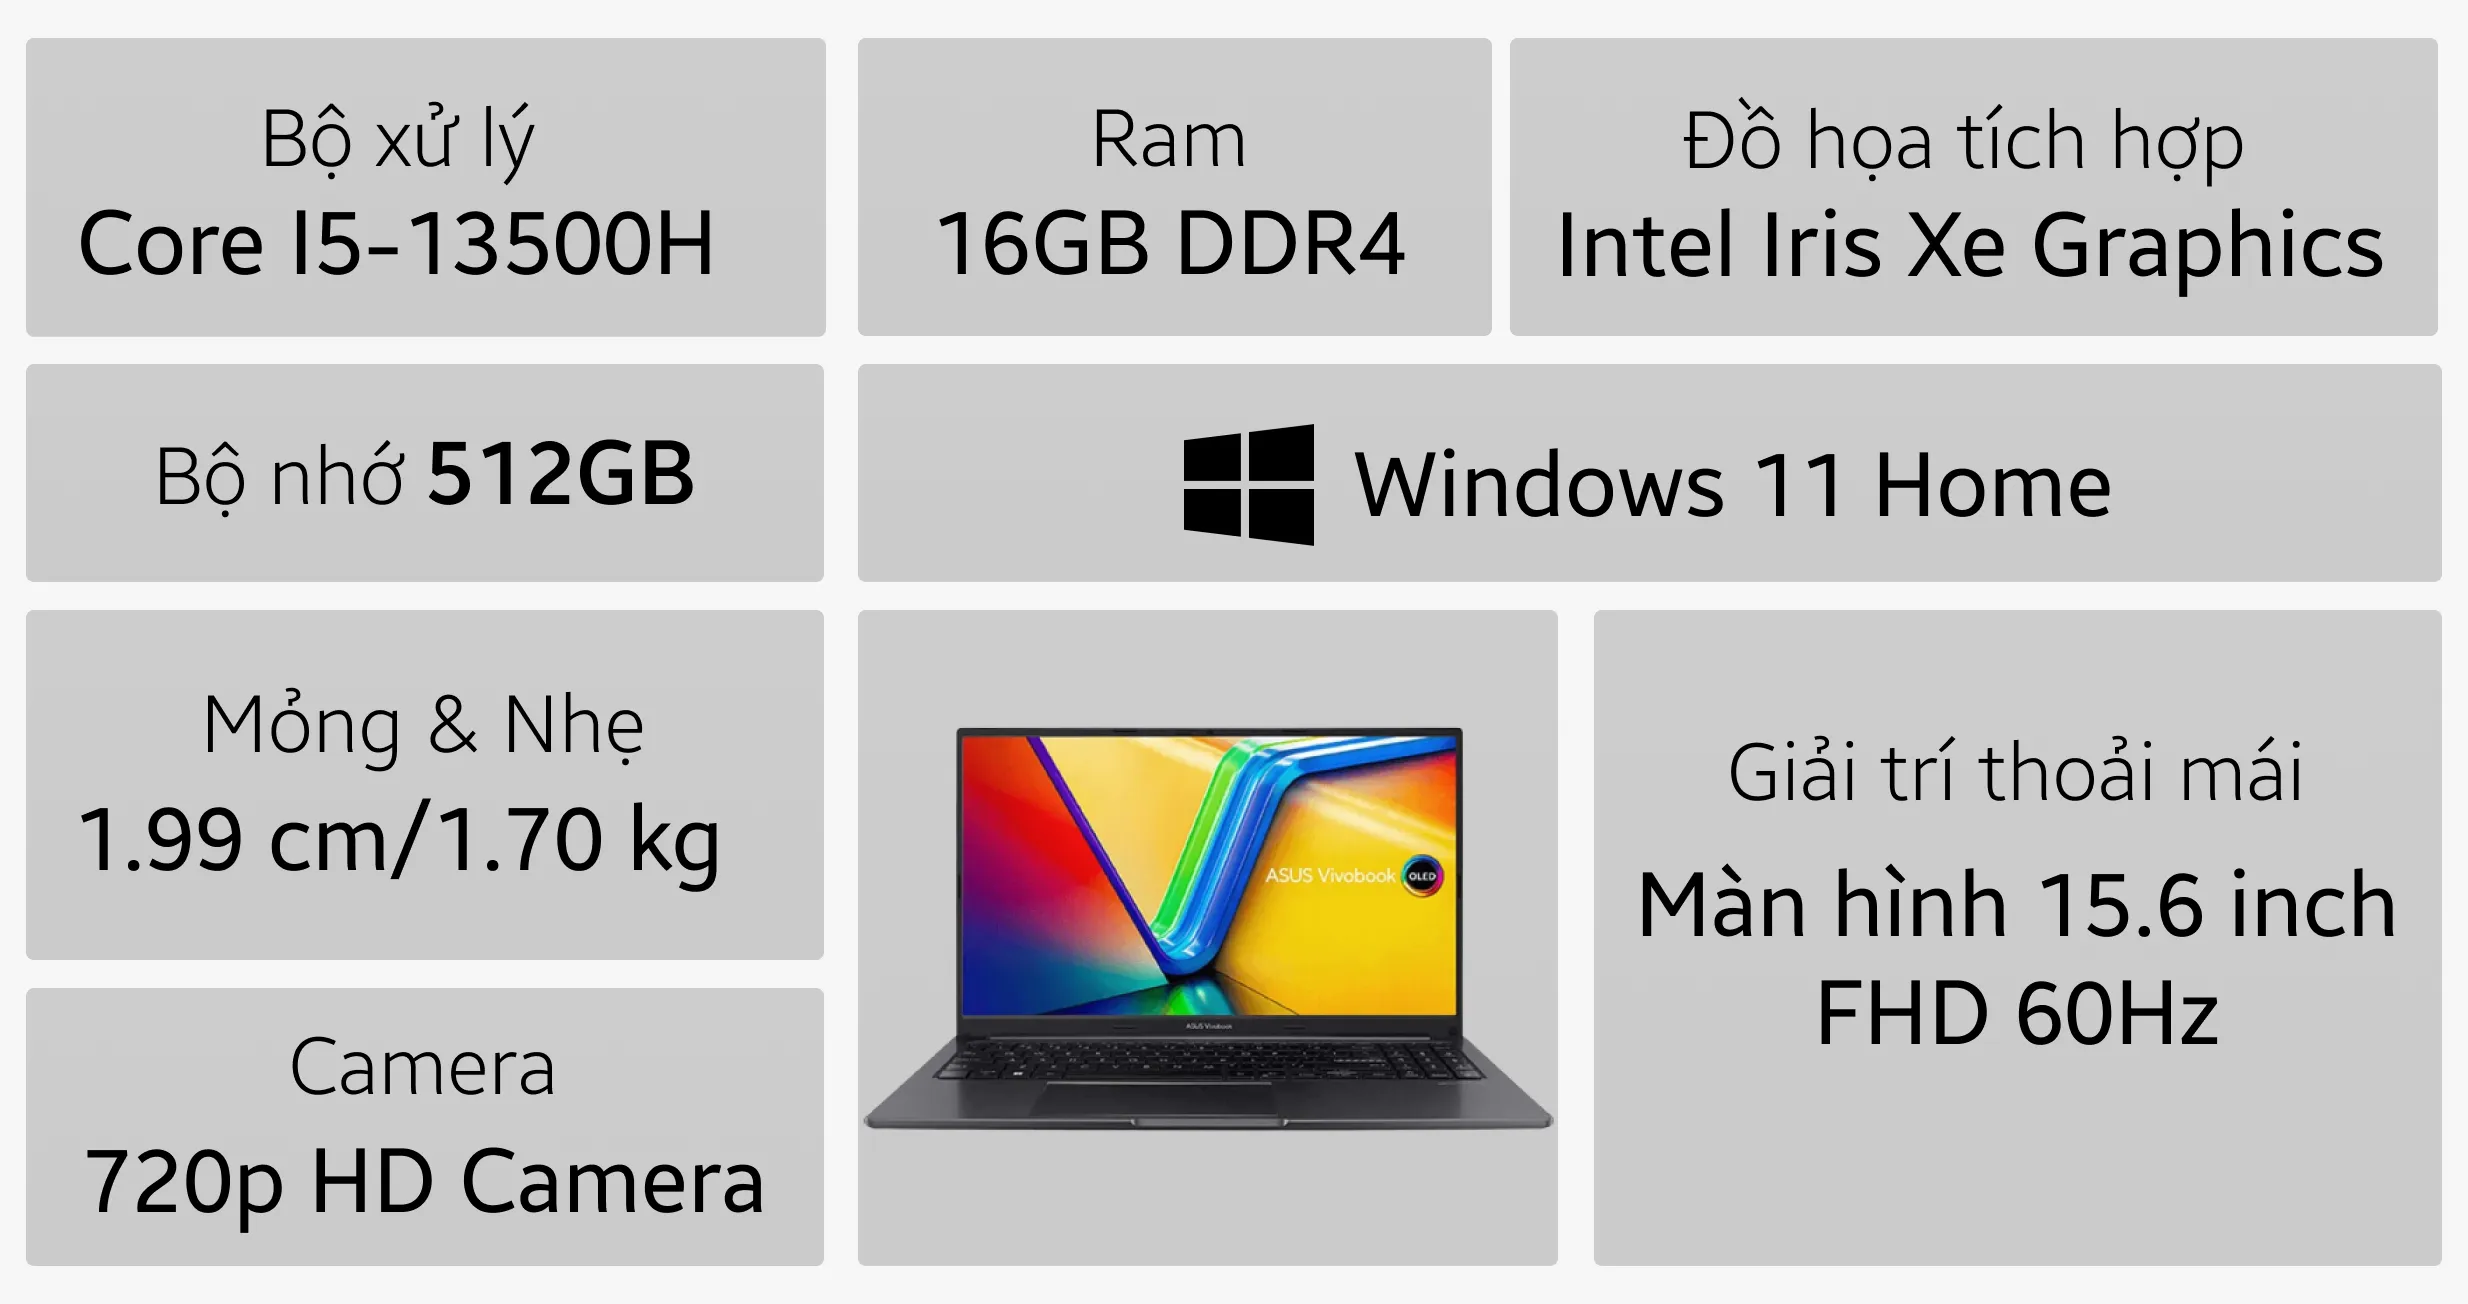 Bộ xử lý
Core I5-13500H
Ram
16GB DDR4
Đồ họa tích hợp
Intel Iris Xe Graphics
Bộ nhớ 512GB
Windows 11 Home
Mỏng & Nhẹ
1.99 cm/1.70 kg
ASUS Vivobook OLED
ASUS Vivobook
Giải trí thoải mái
Màn hình 15.6 inch
FHD 60Hz
Camera
720p HD Camera